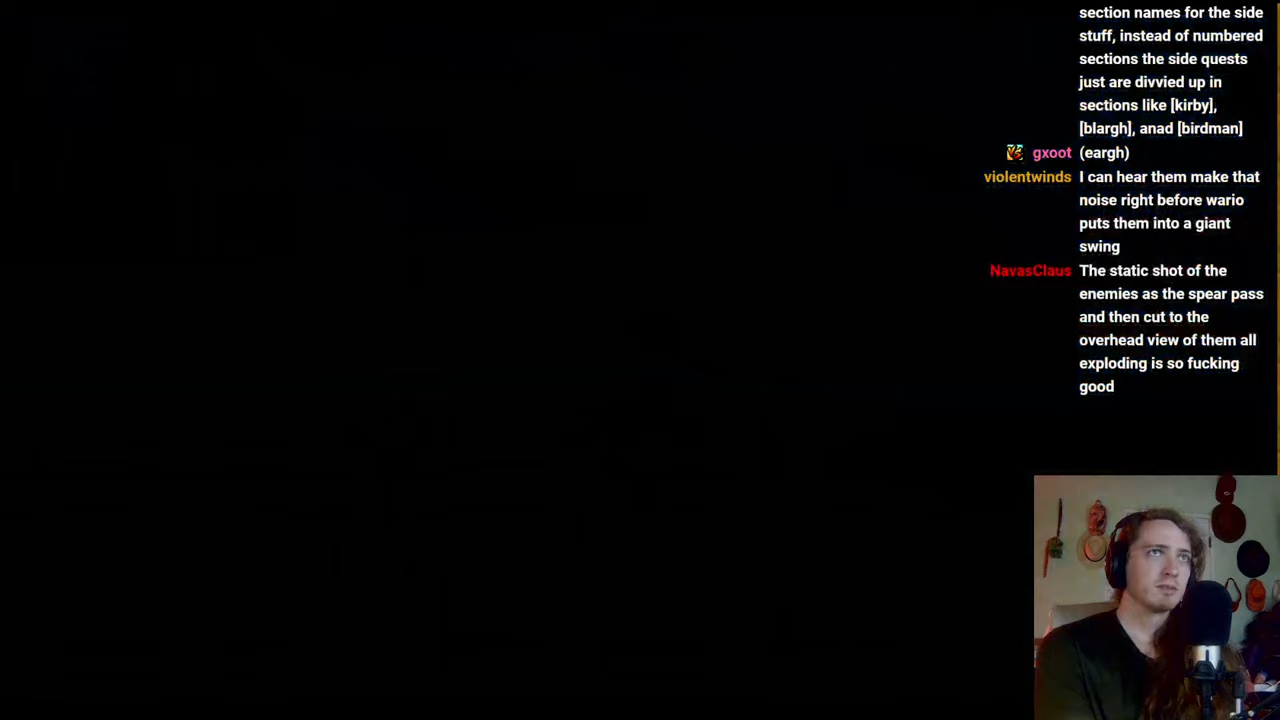 section names for the side
stuff, instead of numbered
sections the side quests
just are divvied up in
sections like [kirby],
[blargh], anad [birdman]
gxoot (eargh)
violentwinds I can hear them make that
noise right before wario
puts them into a giant
swing
NavasClaus The static shot of the
enemies as the spear pass
and then cut to the
overhead view of them all
exploding is so fucking
good